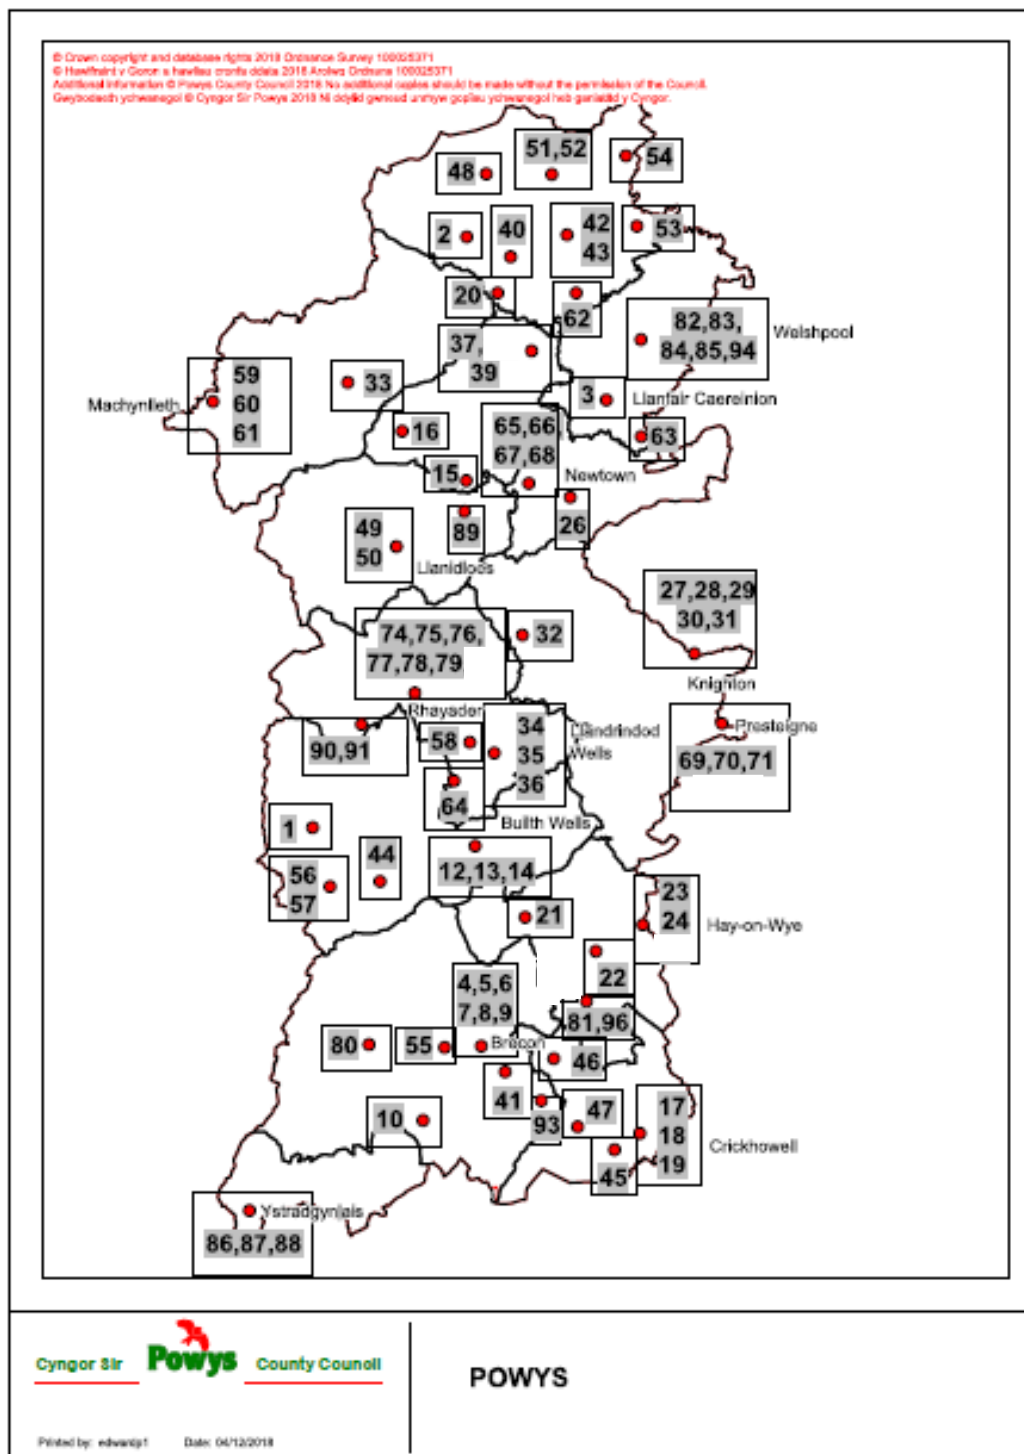 © Crown copyright and database rights 2018 Ordnance Survey 100025371
© Hawlfraint y Goron a hawliau cronfa ddata 2018 Arolwg Ordnans 100025371
Additional Information © Powys County Council 2018 No additional copies should be made without the permission of the Council.
Gwybodaeth ychwanegol © Cyngor Sir Powys 2018 Ni ddylid gwneud unrhyw gopïau ychwanegol heb ganiatâd y Cyngor.
51,52
54
48
2
40
42
43
53
20
62
82,83,
84,85,94
Welshpool
37,
39
33
59
60
61
Machynlleth
3
Llanfair Caereinion
16
65,66
67,68
63
15
Newtown
26
89
49
50
Llanidloes
27,28,29
30,31
Knighton
74,75,76,
77,78,79
32
Rhayader
90,91
58
34
35
36
Llandrindod
Wells
Presteigne
69,70,71
64
Builth Wells
1
44
56
57
12,13,14
21
23
24
Hay-on-Wye
22
4,5,6
7,8,9
81,96
80
55
Brecon
46
41
93
47
10
17
18
19
Crickhowell
45
Ystradgynlais
86,87,88
Cyngor Sir Powys County Council
POWYS
Printed by: edwardp1 Date: 04/12/2018